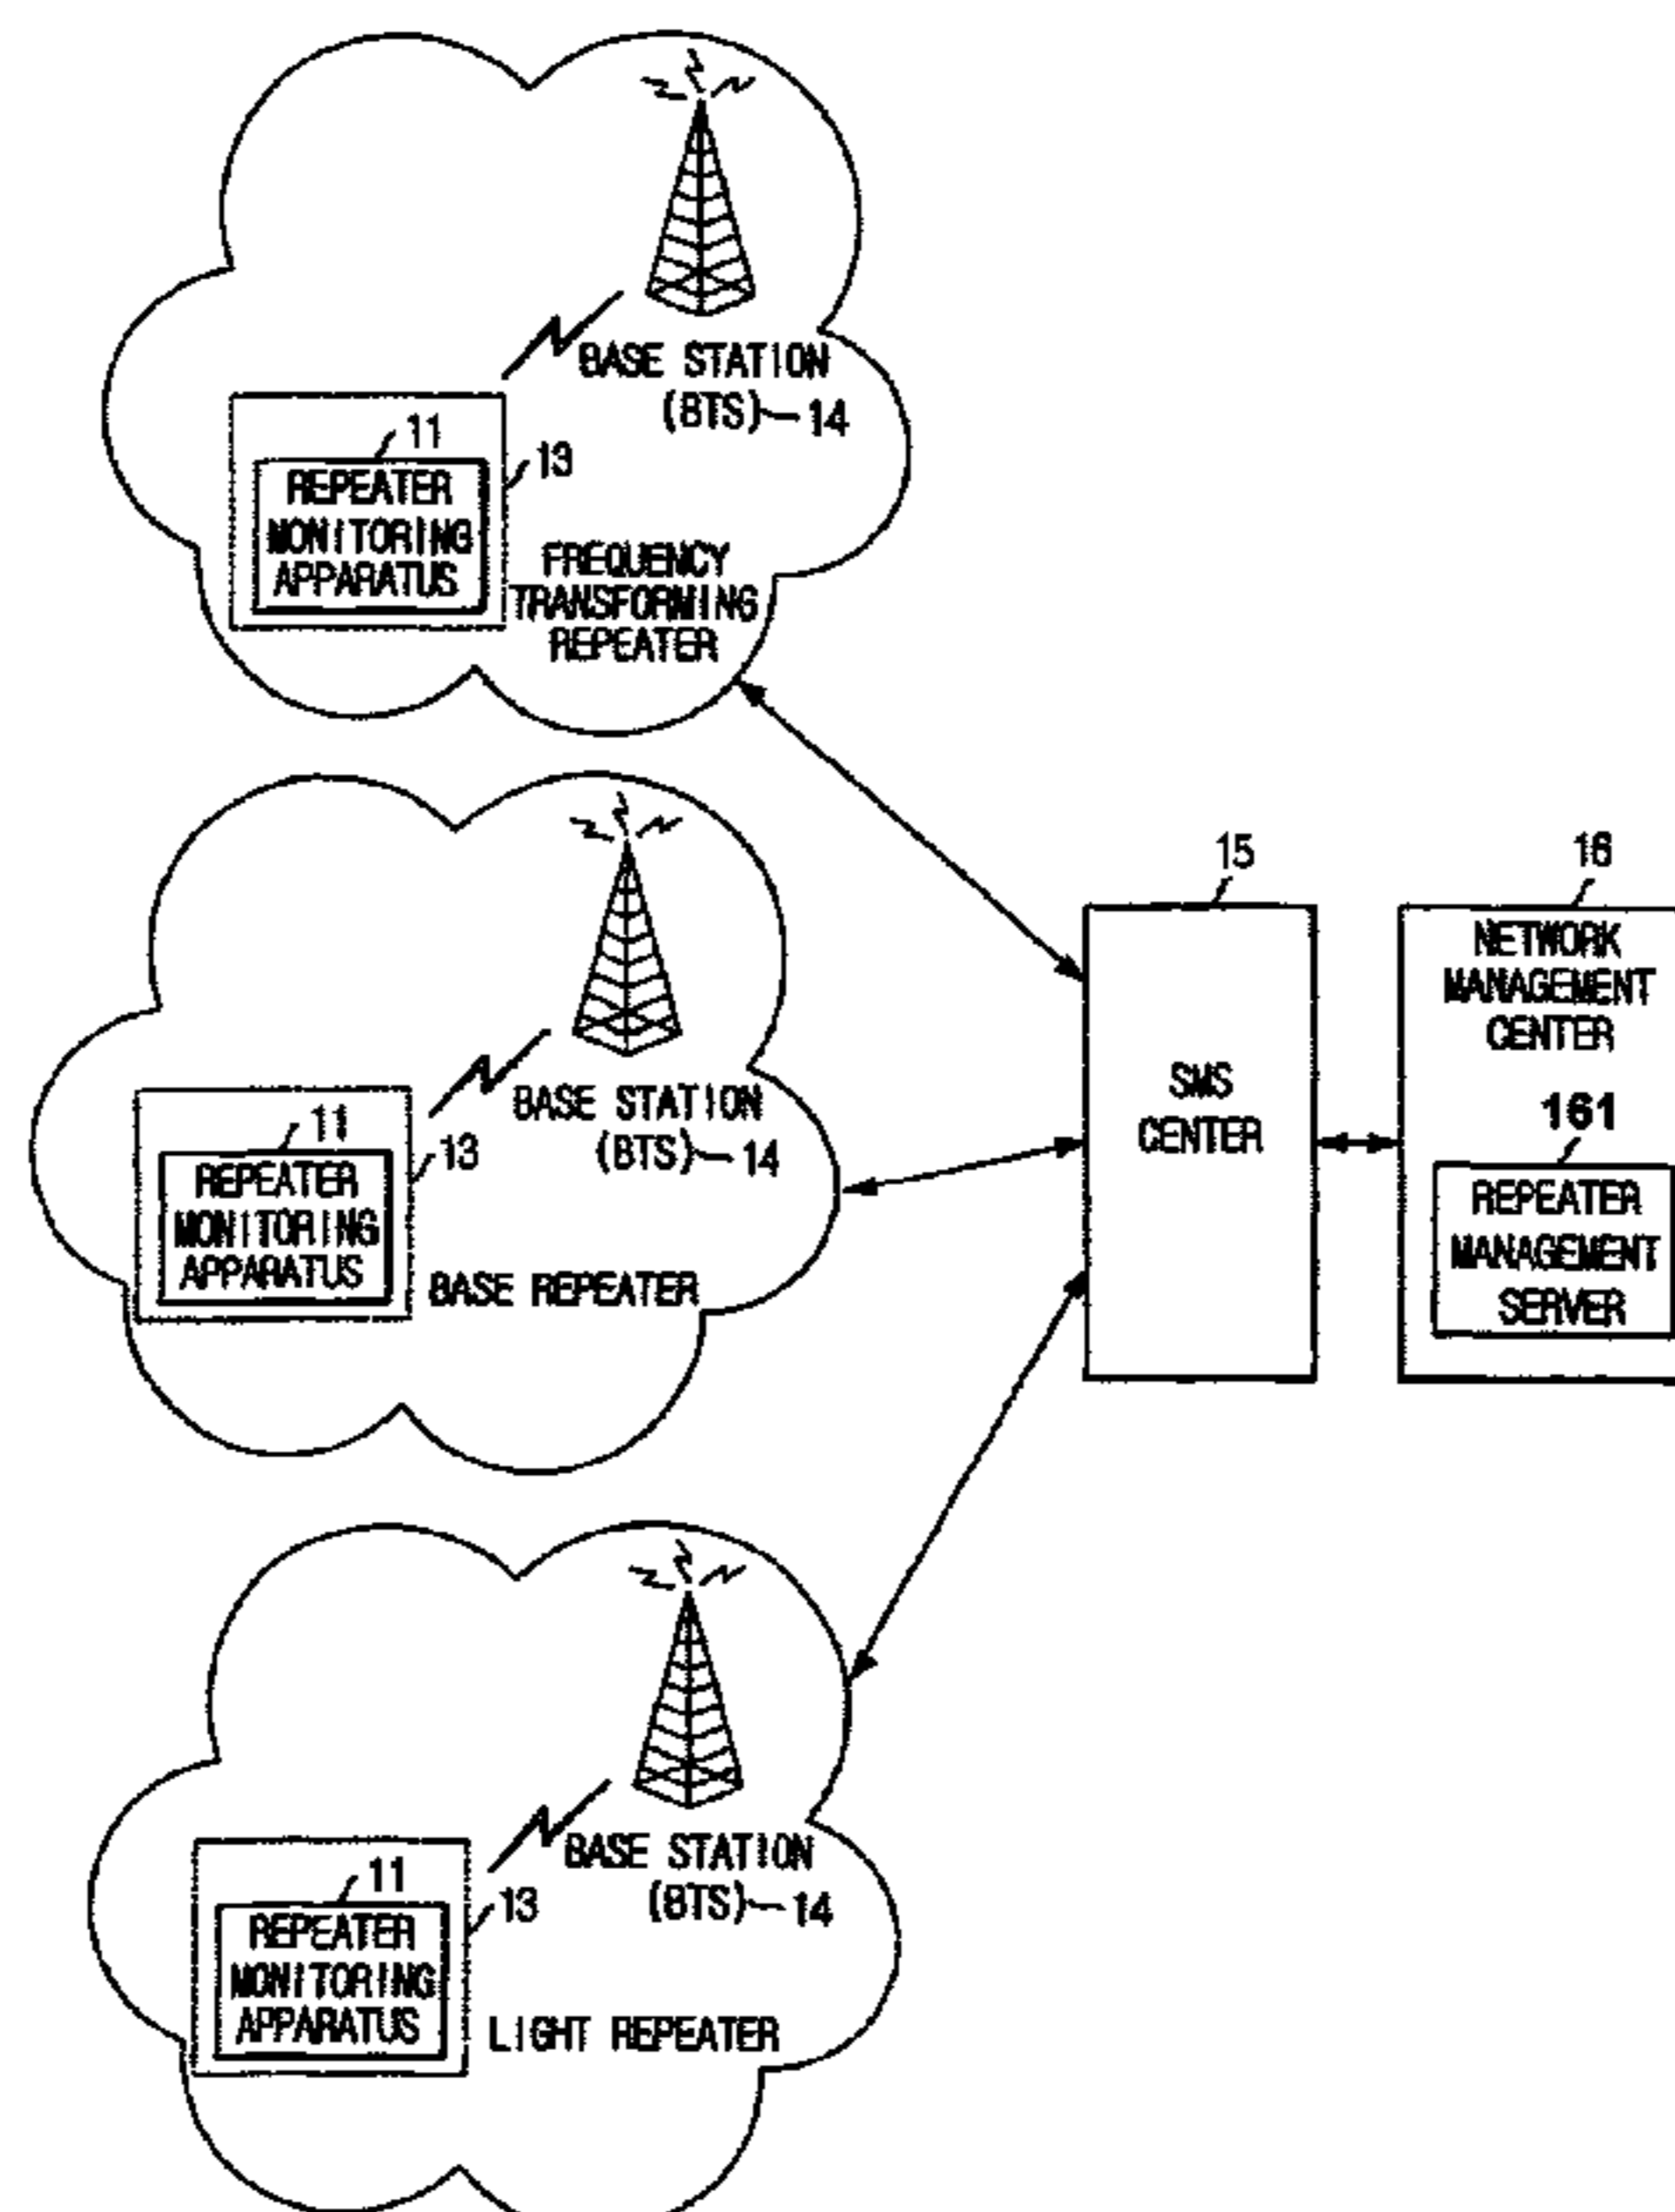 BASE STATION
(BTS) 14
11
13
REPEATER
MONITORING
APPARATUS
FREQUENCY
TRANSFORMING
REPEATER
BASE STATION
(BTS) 14
11
13
REPEATER
MONITORING
APPARATUS
BASE REPEATER
BASE STATION
(BTS) 14
11
13
REPEATER
MONITORING
APPARATUS
LIGHT REPEATER
15
SMS
CENTER
16
NETWORK
MANAGEMENT
CENTER
161
REPEATER
MANAGEMENT
SERVER